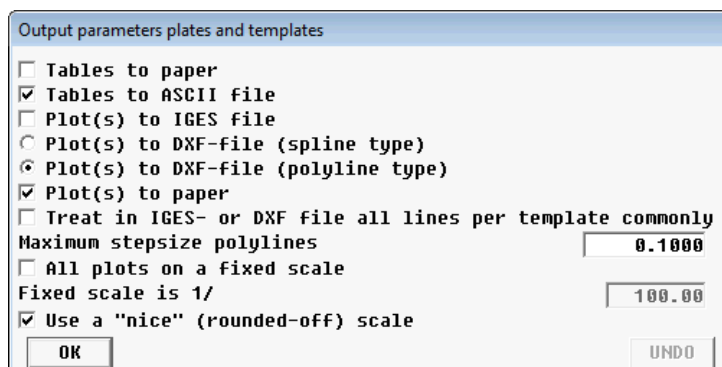 Output parameters plates and templates
Tables to paper
Tables to ASCII file
Plot(s) to IGES file
Plot(s) to DXF-file (spline type)
Plot(s) to DXF-file (polyline type)
Plot(s) to paper
Treat in IGES- or DXF file all lines per template commonly
Maximum stepsize polylines 0.1000
All plots on a fixed scale
Fixed scale is 1/ 100.00
Use a "nice" (rounded-off) scale
OK UNDO